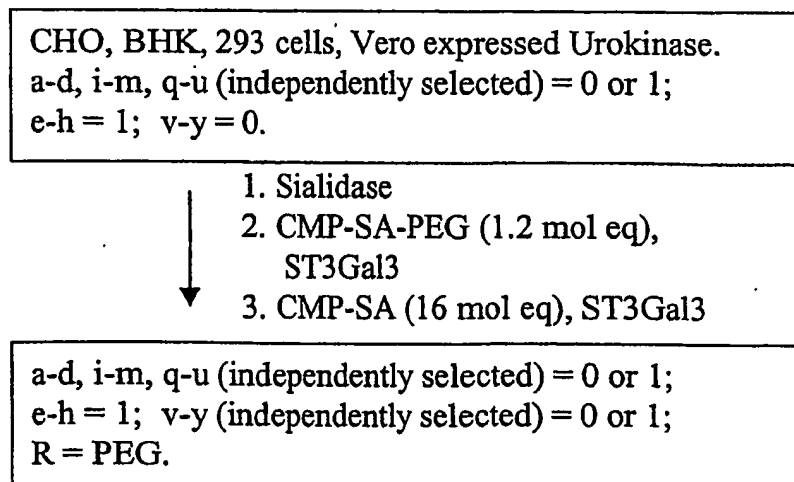 CHO, BHK, 293 cells, Vero expressed Urokinase.
a-d, i-m, q-u (independently selected) = 0 or 1;
e-h = 1; v-y = 0.
1. Sialidase
2. CMP-SA-PEG (1.2 mol eq),
ST3Gal3
3. CMP-SA (16 mol eq), ST3Gal3
a-d, i-m, q-u (independently selected) = 0 or 1;
e-h = 1; v-y (independently selected) = 0 or 1;
R = PEG.